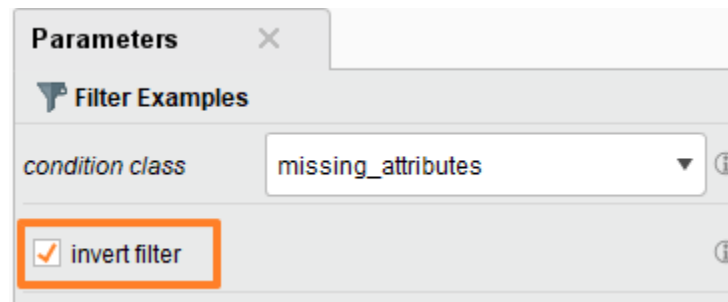 Parameters
Filter Examples
condition class
missing_attributes
invert filter